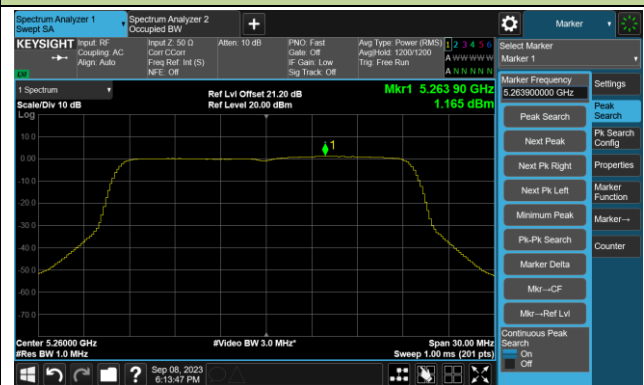 Spectrum Analyzer 1
Swept SA
Spectrum Analyzer 2
Occupied BW
+
Marker
KEYSIGHT
Input: RF
Coupling: AC
Align: Auto
Input Z: 50 Ω
Corr CCorr
Freq Ref: Int (S)
NFE: Off
Atten: 10 dB
PNO: Fast
Gate: Off
IF Gain: Low
Sig Track: Off
Avg Type: Power (RMS)
Avg|Hold: 1200/1200
Trig: Free Run
1 2 3 4 5 6
A W W W W W
A N N N N N
LXI
Select Marker
Marker 1
1 Spectrum
Scale/Div 10 dB
Log
Ref Lvl Offset 21.20 dB
Ref Level 20.00 dBm
Mkr1 5.263 90 GHz
1.165 dBm
1
10.0
0.00
-10.0
-20.0
-30.0
-40.0
-50.0
-60.0
-70.0
Center 5.26000 GHz
#Res BW 1.0 MHz
#Video BW 3.0 MHz*
Span 30.00 MHz
Sweep 1.00 ms (201 pts)
Marker Frequency
5.263900000 GHz
Peak Search
Next Peak
Next Pk Right
Next Pk Left
Minimum Peak
Pk-Pk Search
Marker Delta
Mkr→CF
Mkr→Ref Lvl
Continuous Peak
Search
On
Off
Settings
Peak
Search
Pk Search
Config
Properties
Marker
Function
Marker→
Counter
?
Sep 08, 2023
6:13:47 PM